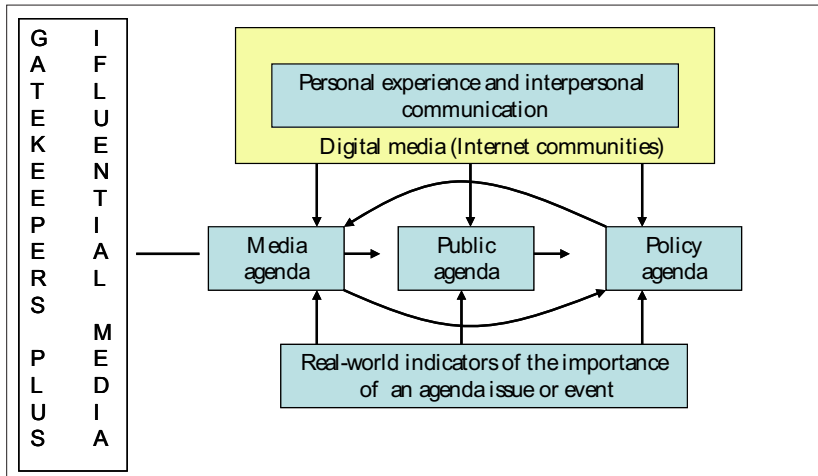 GATEKEEPERS PLUS
IFLUENTIAL MEDIA
Personal experience and interpersonal
communication
Digital media (Internet communities)
Media
agenda
Public
agenda
Policy
agenda
Real-world indicators of the importance
of an agenda issue or event